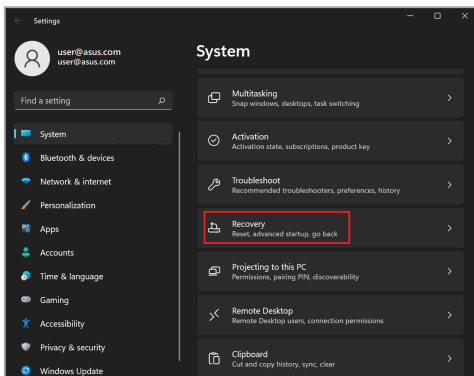 Settings
user@asus.com
user@asus.com
Find a setting
System
Bluetooth & devices
Network & internet
Personalization
Apps
Accounts
Time & language
Gaming
Accessibility
Privacy & security
Windows Update
System
Multitasking
Snap windows, desktops, task switching
Activation
Activation state, subscriptions, product key
Troubleshoot
Recommended troubleshooters, preferences, history
Recovery
Reset, advanced startup, go back
Projecting to this PC
Permissions, pairing PIN, discoverability
Remote Desktop
Remote Desktop users, connection permissions
Clipboard
Cut and copy history, sync, clear